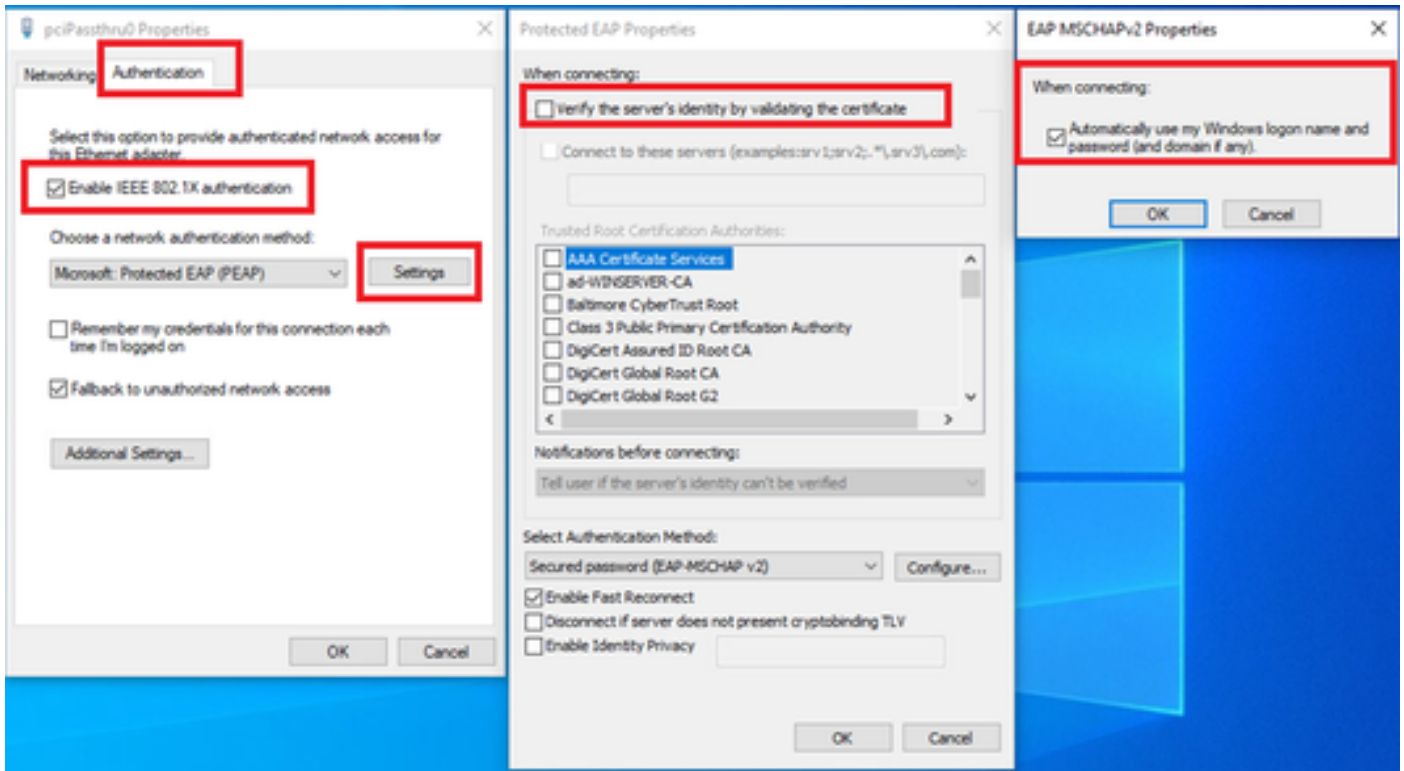 pciPassthru0 Properties
Networking
Authentication
Select this option to provide authenticated network access for
this Ethernet adapter.
Enable IEEE 802.1X authentication
Choose a network authentication method:
Microsoft: Protected EAP (PEAP)
Settings
Remember my credentials for this connection each
time I'm logged on
Fallback to unauthorized network access
Additional Settings...
OK
Cancel
Protected EAP Properties
When connecting:
Verify the server's identity by validating the certificate
Connect to these servers (examples:srv1;srv2;.*\.srv3\.com):
Trusted Root Certification Authorities:
AAA Certificate Services
ad-WINSERVER-CA
Baltimore CyberTrust Root
Class 3 Public Primary Certification Authority
DigiCert Assured ID Root CA
DigiCert Global Root CA
DigiCert Global Root G2
Notifications before connecting:
Tell user if the server's identity can't be verified
Select Authentication Method:
Secured password (EAP-MSCHAP v2)
Configure...
Enable Fast Reconnect
Disconnect if server does not present cryptobinding TLV
Enable Identity Privacy
OK
Cancel
EAP MSCHAPv2 Properties
When connecting:
Automatically use my Windows logon name and
password (and domain if any).
OK
Cancel